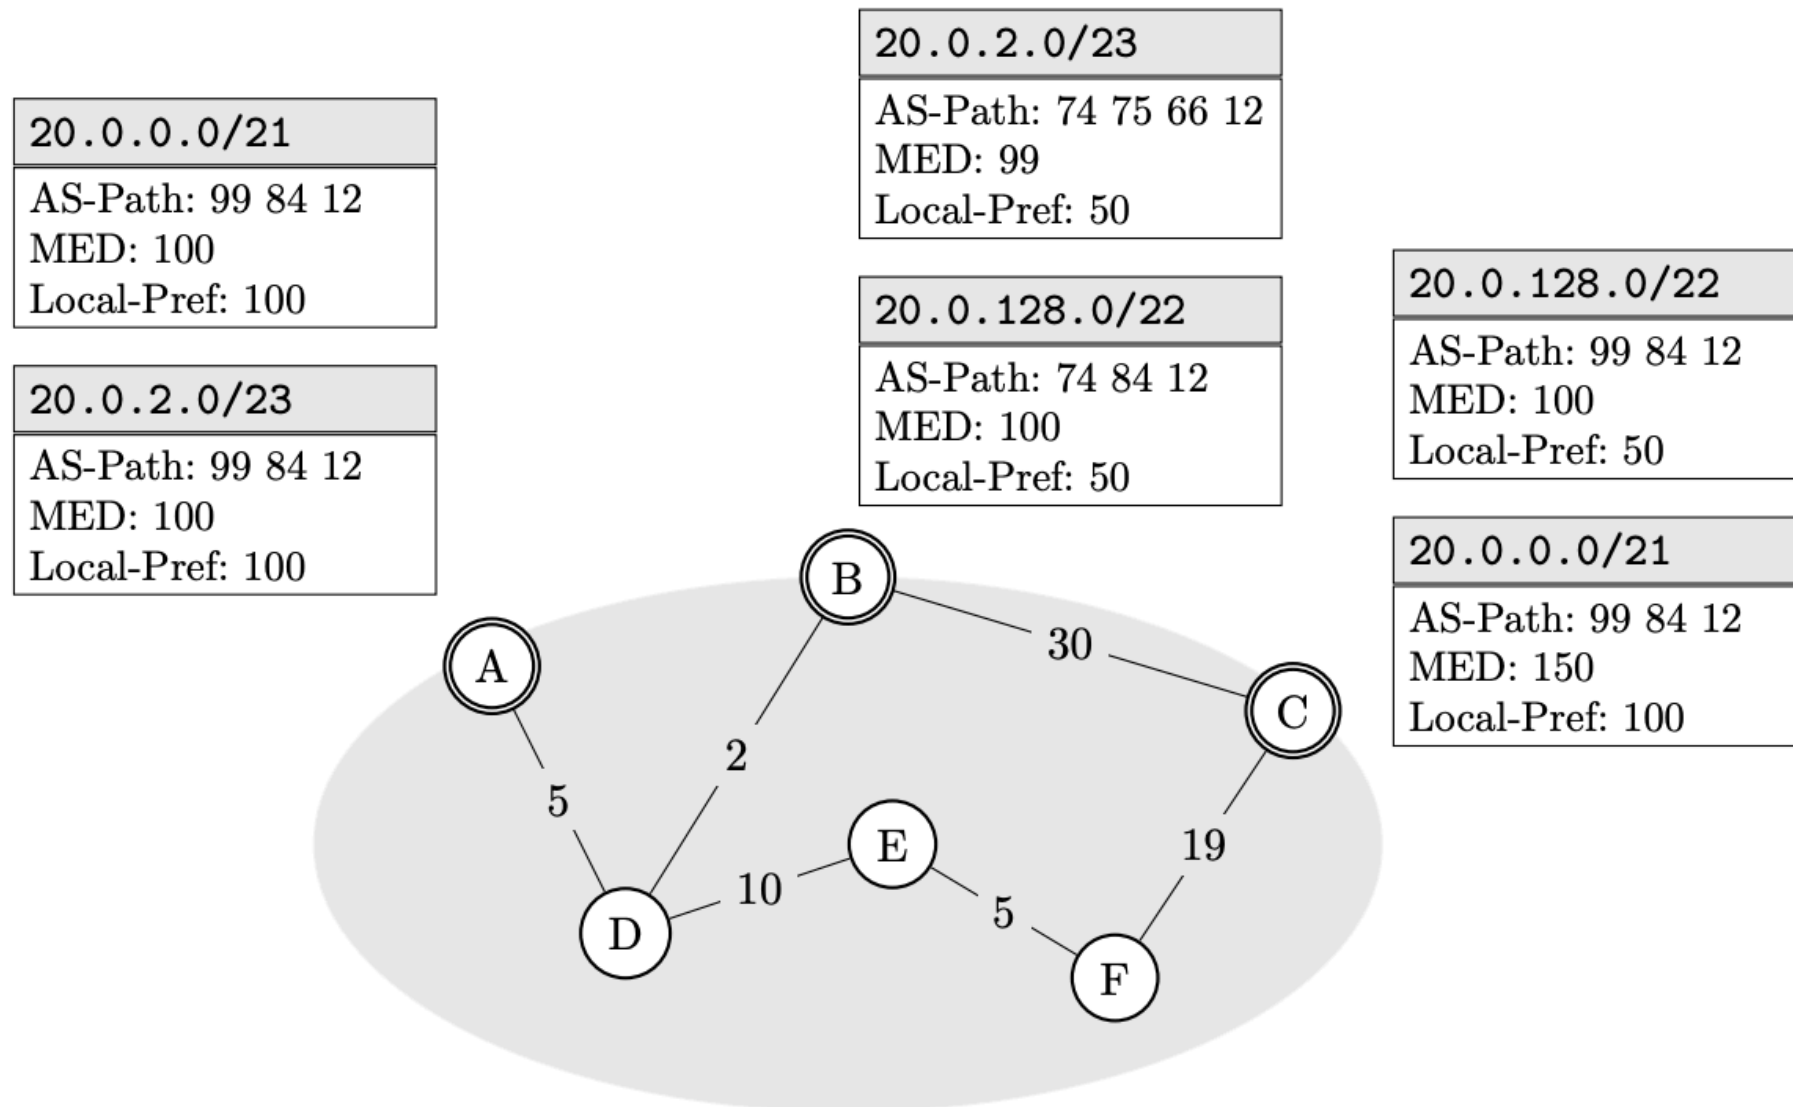 20.0.0.0/21
AS-Path: 99 84 12
MED: 100
Local-Pref: 100
20.0.2.0/23
AS-Path: 99 84 12
MED: 100
Local-Pref: 100
20.0.2.0/23
AS-Path: 74 75 66 12
MED: 99
Local-Pref: 50
20.0.128.0/22
AS-Path: 74 84 12
MED: 100
Local-Pref: 50
20.0.128.0/22
AS-Path: 99 84 12
MED: 100
Local-Pref: 50
20.0.0.0/21
AS-Path: 99 84 12
MED: 150
Local-Pref: 100
B
30
A
C
2
5
E
19
10
5
D
F